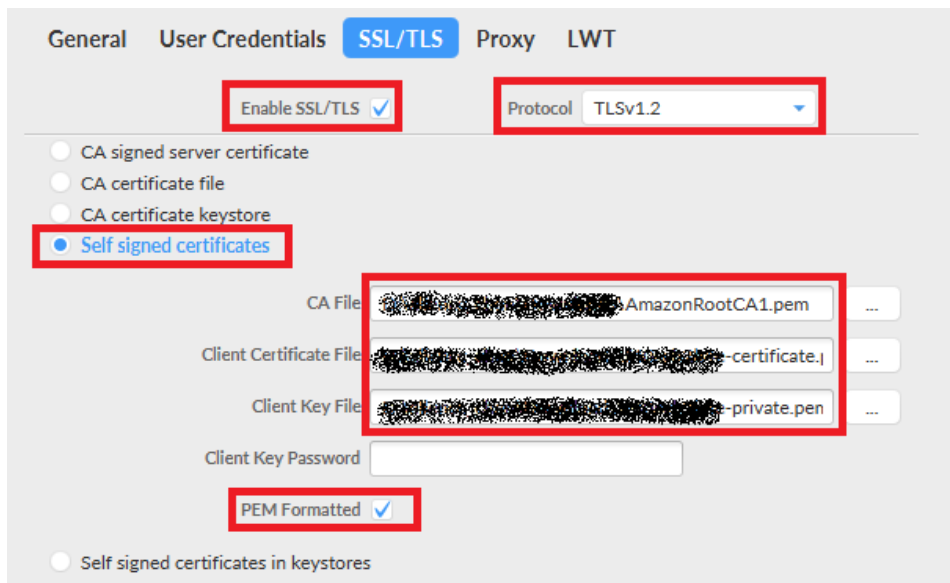 General User Credentials SSL/TLS Proxy LWT
Enable SSL/TLS Protocol TLSv1.2
CA signed server certificate
CA certificate file
CA certificate keystore
Self signed certificates
CA File AmazonRootCA1.pem ...
Client Certificate File -certificate.p ...
Client Key File -private.pen ...
Client Key Password
PEM Formatted
Self signed certificates in keystores